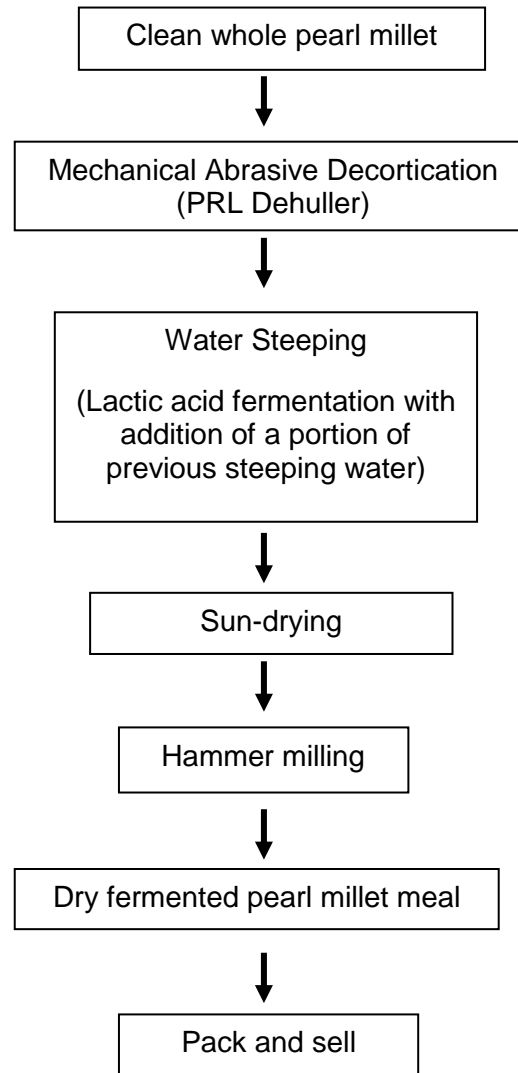 Clean whole pearl millet
Mechanical Abrasive Decortication
(PRL Dehuller)
Water Steeping
(Lactic acid fermentation with
addition of a portion of
previous steeping water)
Sun-drying
Hammer milling
Dry fermented pearl millet meal
Pack and sell